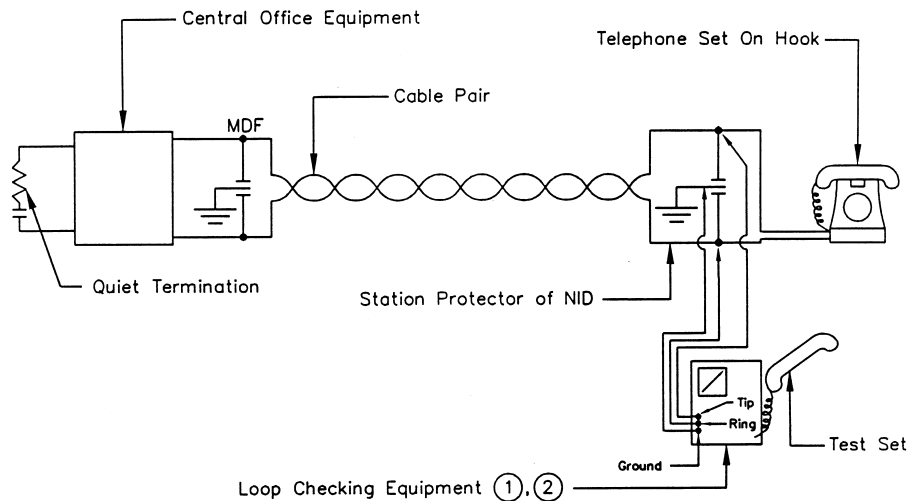 Central Office Equipment
Telephone Set On Hook
Cable Pair
MDF
Quiet Termination
Station Protector of NID
Tip
Ring
Test Set
Ground
Loop Checking Equipment 1, 2